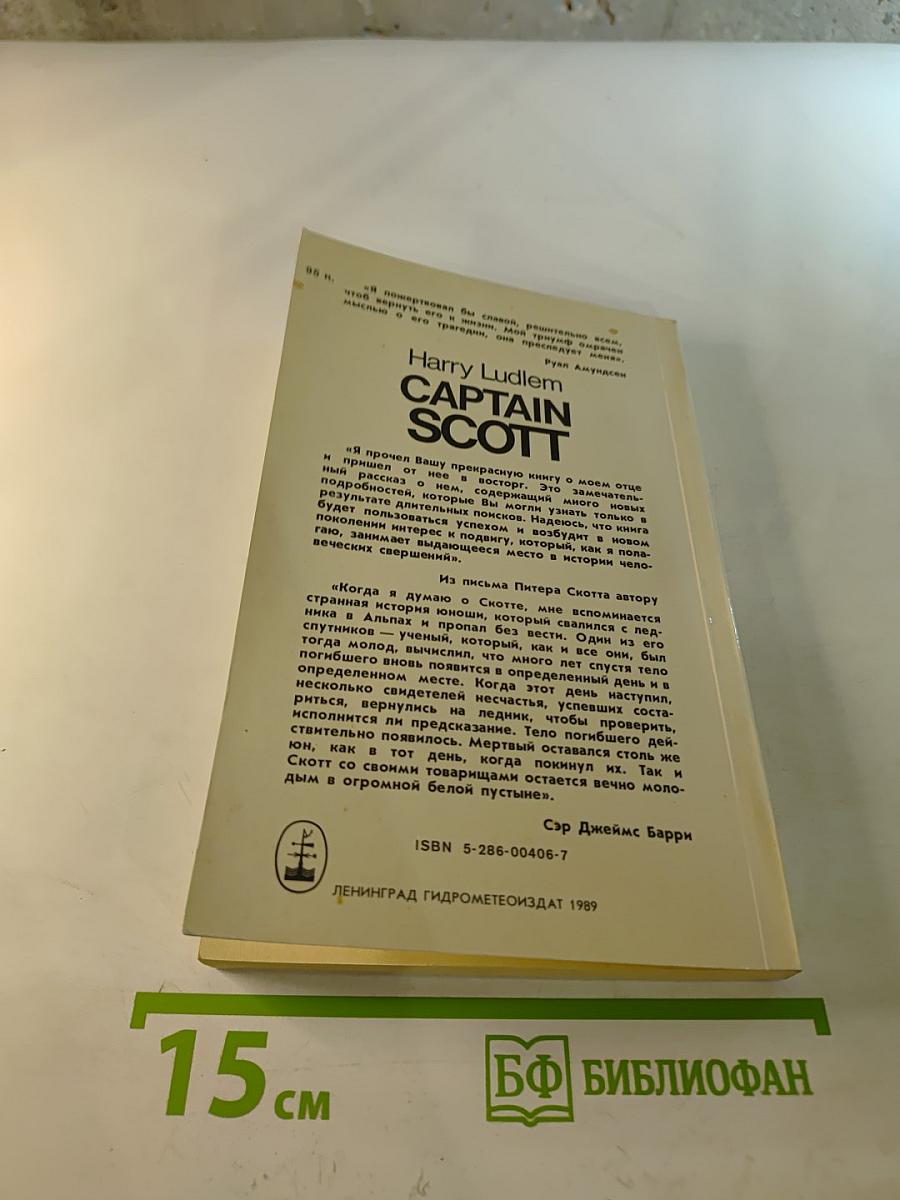 95 к.
«Я пожертвовал бы славой, решительно всем,
чтоб вернуть его к жизни. Мой триумф омрачен
мыслью о его трагедии, она преследует меня».
Руал Амундсен
Harry Ludlem
CAPTAIN
SCOTT
«Я прочел Вашу прекрасную книгу о моем отце
и пришел от нее в восторг. Это замечатель-
ный рассказ о нем, содержащий много новых
подробностей, которые Вы могли узнать только в
результате длительных поисков. Надеюсь, что книга
будет пользоваться успехом и возбудит в новом
поколении интерес к подвигу, который, как я пола-
гаю, занимает выдающееся место в истории чело-
веческих свершений».
Из письма Питера Скотта автору
«Когда я думаю о Скотте, мне вспоминается
странная история юноши, который свалился с лед-
ника в Альпах и пропал без вести. Один из его
спутников — ученый, который, как и все они, был
тогда молод, вычислил, что много лет спустя тело
погибшего вновь появится в определенный день и в
определенном месте. Когда этот день наступил,
несколько свидетелей несчастья, успевших соста-
риться, вернулись на ледник, чтобы проверить,
исполнится ли предсказание. Тело погибшего дей-
ствительно появилось. Мертвый оставался столь же
юн, как в тот день, когда покинул их. Так и
Скотт со своими товарищами остается вечно моло-
дым в огромной белой пустыне».
Сэр Джеймс Барри
ISBN 5-286-00406-7
ЛЕНИНГРАД ГИДРОМЕТЕОИЗДАТ 1989
15 см
БФ БИБЛИОФАН